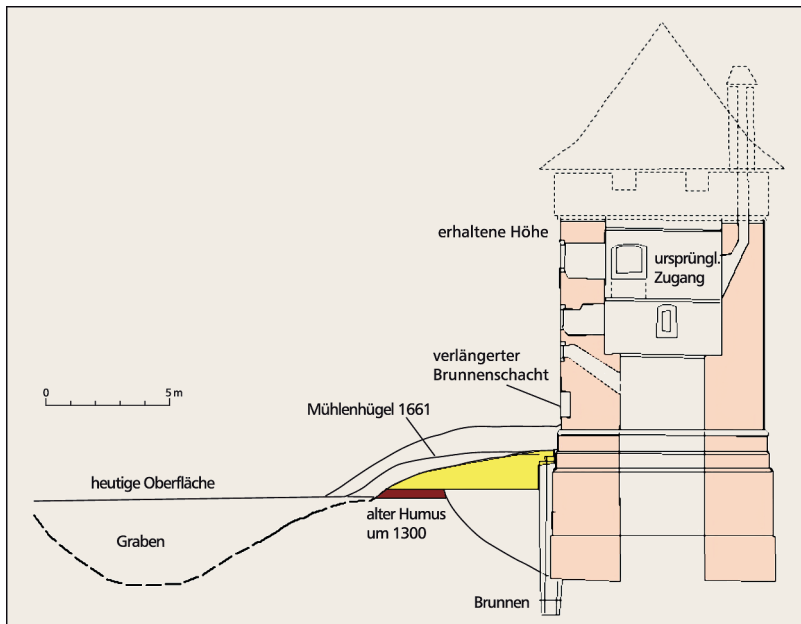 erhaltene Höhe
ursprüngl.
Zugang
verlängerter
Brunnenschacht
0
5 m
Mühlenhügel 1661
heutige Oberfläche
alter Humus
um 1300
Graben
Brunnen